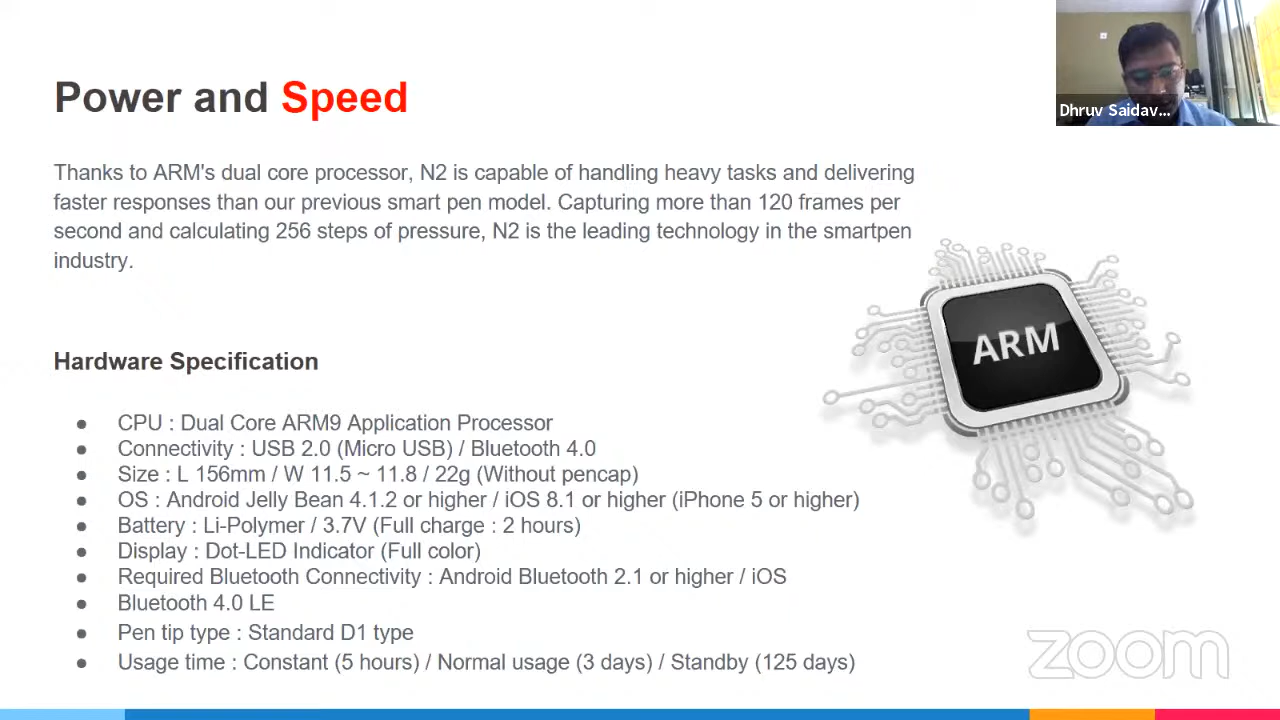 Power and Speed
Dhruv Saidav...
Thanks to ARM's dual core processor, N2 is capable of handling heavy tasks and delivering
faster responses than our previous smart pen model. Capturing more than 120 frames per
second and calculating 256 steps of pressure, N2 is the leading technology in the smartpen
industry.
ARM
Hardware Specification
● CPU : Dual Core ARM9 Application Processor
● Connectivity : USB 2.0 (Micro USB) / Bluetooth 4.0
● Size : L 156mm / W 11.5 ~ 11.8 / 22g (Without pencap)
● OS : Android Jelly Bean 4.1.2 or higher / iOS 8.1 or higher (iPhone 5 or higher)
● Battery : Li-Polymer / 3.7V (Full charge : 2 hours)
● Display : Dot-LED Indicator (Full color)
● Required Bluetooth Connectivity : Android Bluetooth 2.1 or higher / iOS
● Bluetooth 4.0 LE
● Pen tip type : Standard D1 type
● Usage time : Constant (5 hours) / Normal usage (3 days) / Standby (125 days)
zoom